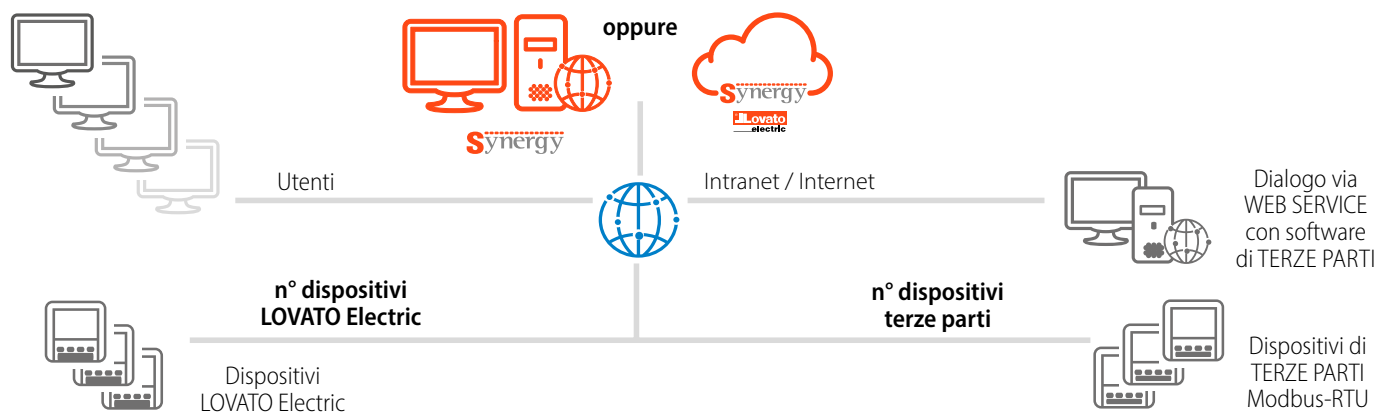 oppure
Synergy
Synergy
Lovato
electric
Utenti
Intranet / Internet
Dialogo via
WEB SERVICE
con software
di TERZE PARTI
n° dispositivi
LOVATO Electric
n° dispositivi
terze parti
Dispositivi
LOVATO Electric
Dispositivi di
TERZE PARTI
Modbus-RTU